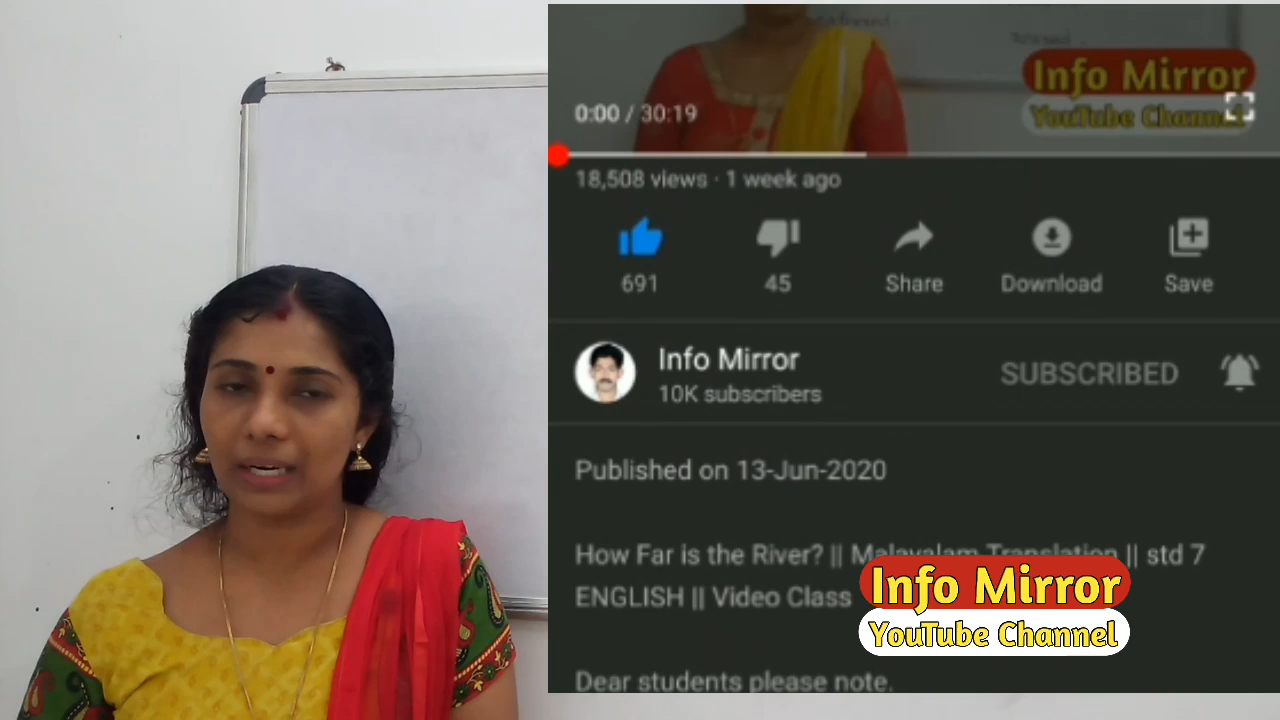 Info Mirror
YouTube Channel
0:00 / 30:19
18,508 views · 1 week ago
691
45
Share
Download
Save
Info Mirror
10K subscribers
SUBSCRIBED
Published on 13-Jun-2020
How Far is the River? || Malayalam Translation || std 7
ENGLISH || Video Class
Info Mirror
YouTube Channel
Dear students please note.